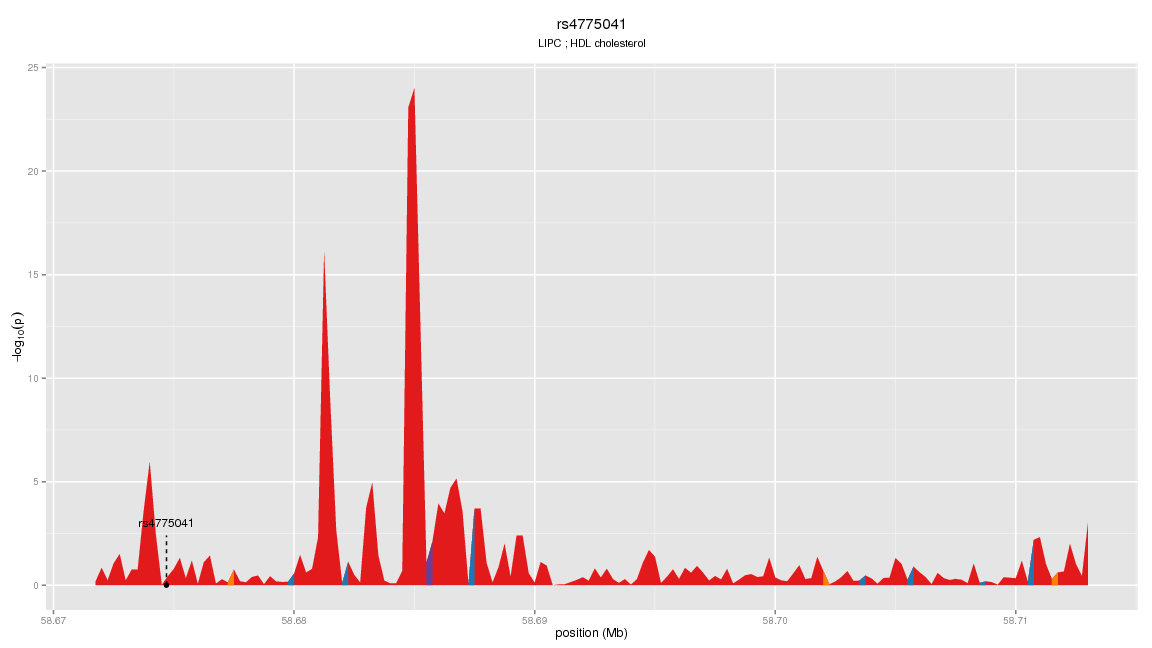 rs4775041
LIPC ; HDL cholesterol
25
20
15
10
5
0
−log10(p)
rs4775041
58.67
58.68
58.69
58.70
58.71
position (Mb)